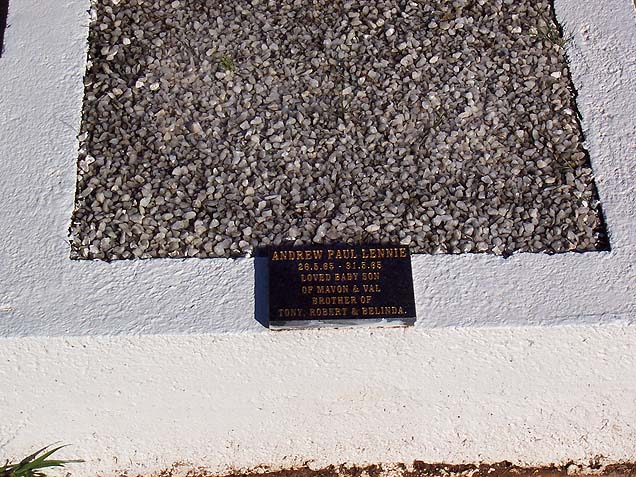 ANDREW PAUL LENNIE
26.5.65 - 31.5.65
LOVED BABY SON
OF MAVON & VAL
BROTHER OF
TONY, ROBERT & BELINDA.